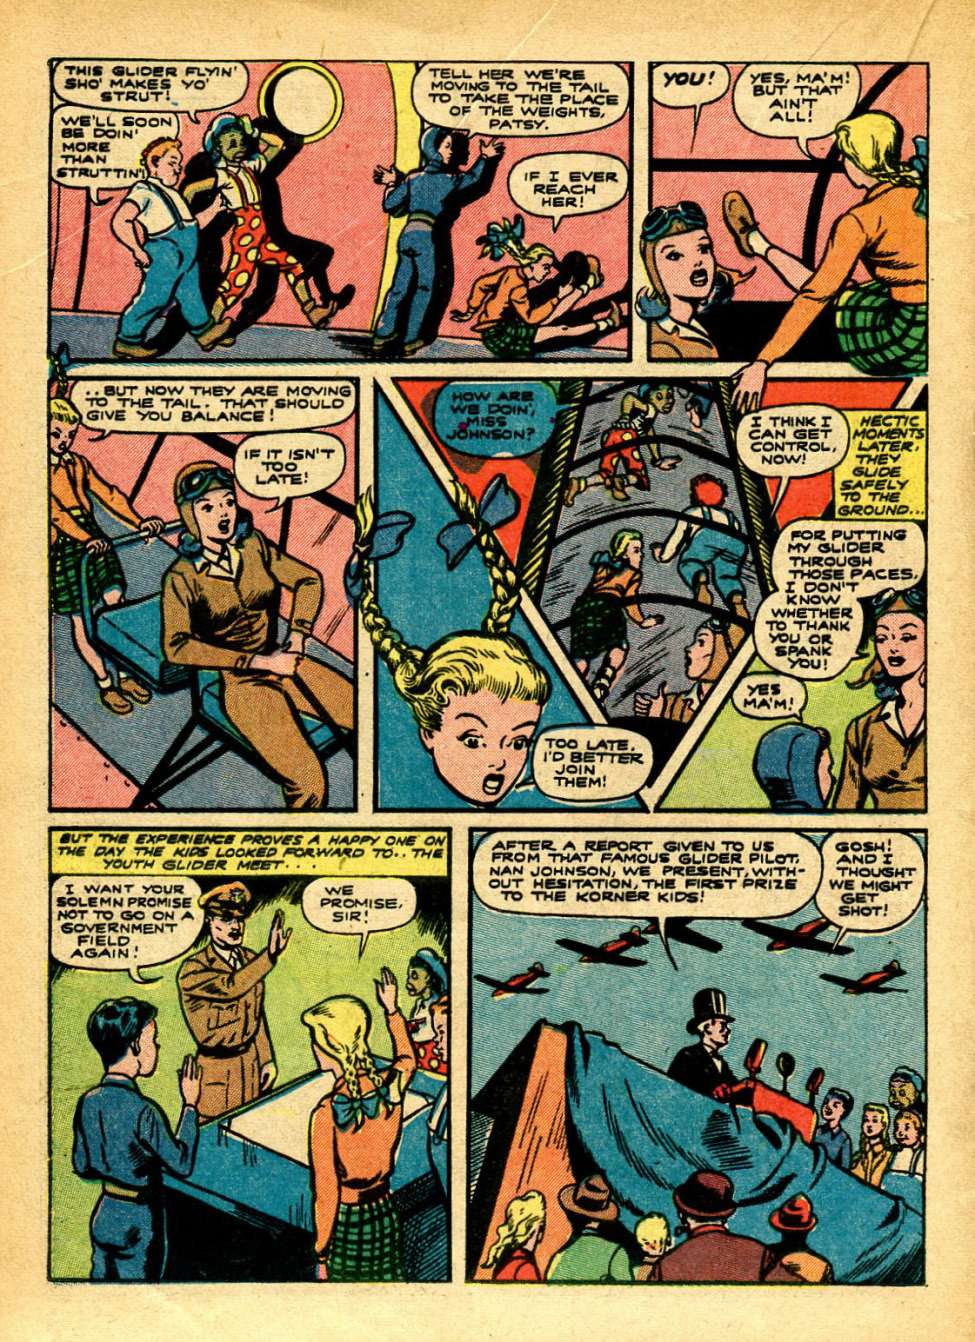 THIS GLIDER FLYIN'
SHO' MAKES YO'
STRUT!
WE'LL SOON
BE DOIN'
MORE
THAN
STRUTTIN'!
TELL HER WE'RE
MOVING TO THE TAIL
TO TAKE THE PLACE
OF THE WEIGHTS,
PATSY.
IF I EVER
REACH
HER!
YOU!
YES, MA'M!
BUT THAT
AIN'T
ALL!
..BUT NOW THEY ARE MOVING
TO THE TAIL.. THAT SHOULD
GIVE YOU BALANCE!
IF IT ISN'T
TOO
LATE!
HOW ARE
WE DOIN',
MISS
JOHNSON?
TOO LATE,
I'D BETTER
JOIN
THEM!
I THINK I
CAN GET
CONTROL,
NOW!
HECTIC
MOMENTS
LATER,
THEY
GLIDE
SAFELY
TO THE
GROUND...
FOR PUTTING
MY GLIDER
THROUGH
THOSE PACES,
I DON'T
KNOW
WHETHER
TO THANK
YOU OR
SPANK
YOU!
YES
MA'M!
BUT THE EXPERIENCE PROVES A HAPPY ONE ON
THE DAY THE KIDS LOOKED FORWARD TO.. THE
YOUTH GLIDER MEET...
I WANT YOUR
SOLEMN PROMISE
NOT TO GO ON A
GOVERNMENT
FIELD
AGAIN!
WE
PROMISE,
SIR!
AFTER A REPORT GIVEN TO US
FROM THAT FAMOUS GLIDER PILOT,
NAN JOHNSON, WE PRESENT, WITH-
OUT HESITATION, THE FIRST PRIZE
TO THE KORNER KIDS!
GOSH!
AND I
THOUGHT
WE MIGHT
GET
SHOT!